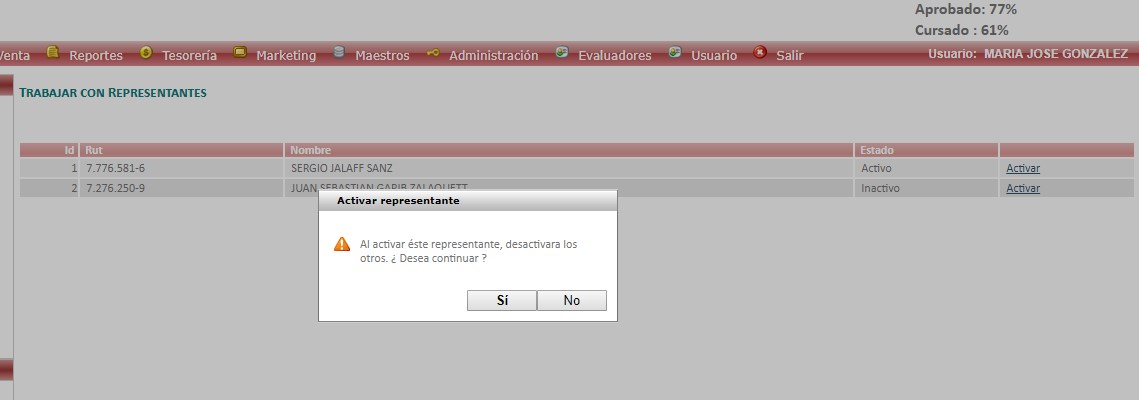 Aprobado: 77%
Cursado : 61%
Venta Reportes Tesorería Marketing Maestros Administración Evaluadores Usuario Salir Usuario: MARIA JOSE GONZALEZ
TRABAJAR CON REPRESENTANTES
Id Rut Nombre Estado
1 7.776.581-6 SERGIO JALAFF SANZ Activo Activar
2 7.276.250-9 JUAN SEBASTIAN GARIB ZALAQUETT Inactivo Activar
Activar representante
Al activar éste representante, desactivara los
otros. ¿ Desea continuar ?
Sí No